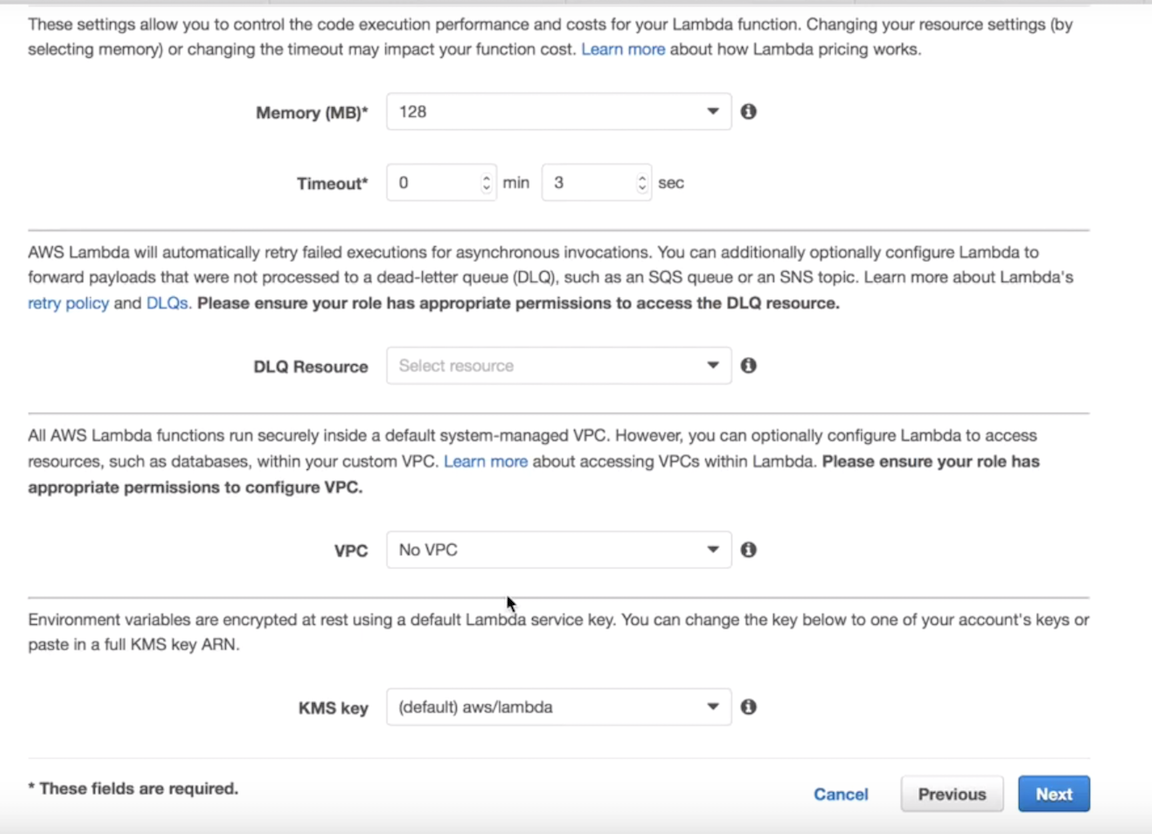 These settings allow you to control the code execution performance and costs for your Lambda function. Changing your resource settings (by
selecting memory) or changing the timeout may impact your function cost. Learn more about how Lambda pricing works.
Memory (MB)* 128
Timeout* 0 min 3 sec
AWS Lambda will automatically retry failed executions for asynchronous invocations. You can additionally optionally configure Lambda to
forward payloads that were not processed to a dead-letter queue (DLQ), such as an SQS queue or an SNS topic. Learn more about Lambda's
retry policy and DLQs. Please ensure your role has appropriate permissions to access the DLQ resource.
DLQ Resource Select resource
All AWS Lambda functions run securely inside a default system-managed VPC. However, you can optionally configure Lambda to access
resources, such as databases, within your custom VPC. Learn more about accessing VPCs within Lambda. Please ensure your role has
appropriate permissions to configure VPC.
VPC No VPC
Environment variables are encrypted at rest using a default Lambda service key. You can change the key below to one of your account's keys or
paste in a full KMS key ARN.
KMS key (default) aws/lambda
* These fields are required. Cancel Previous Next